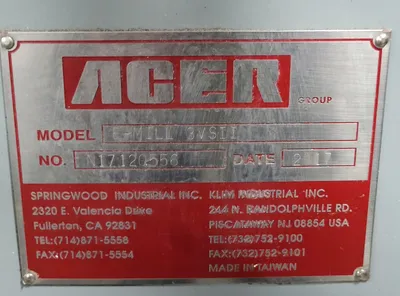 ACER GROUP
MODEL E-MILL 3VSII
NO. DATE
SPRINGWOOD INDUSTRIAL INC.
2320 E. Valencia Drive
Fullerton, CA 92831
TEL:(714)871-5556
FAX:(714)871-5554
KLIM INDUSTRIAL INC.
244 N. RANDOLPHVILLE RD.
PISCATAWAY NJ 08854 USA
TEL:(732)752-9100
FAX:(732)752-9101
MADE IN TAIWAN